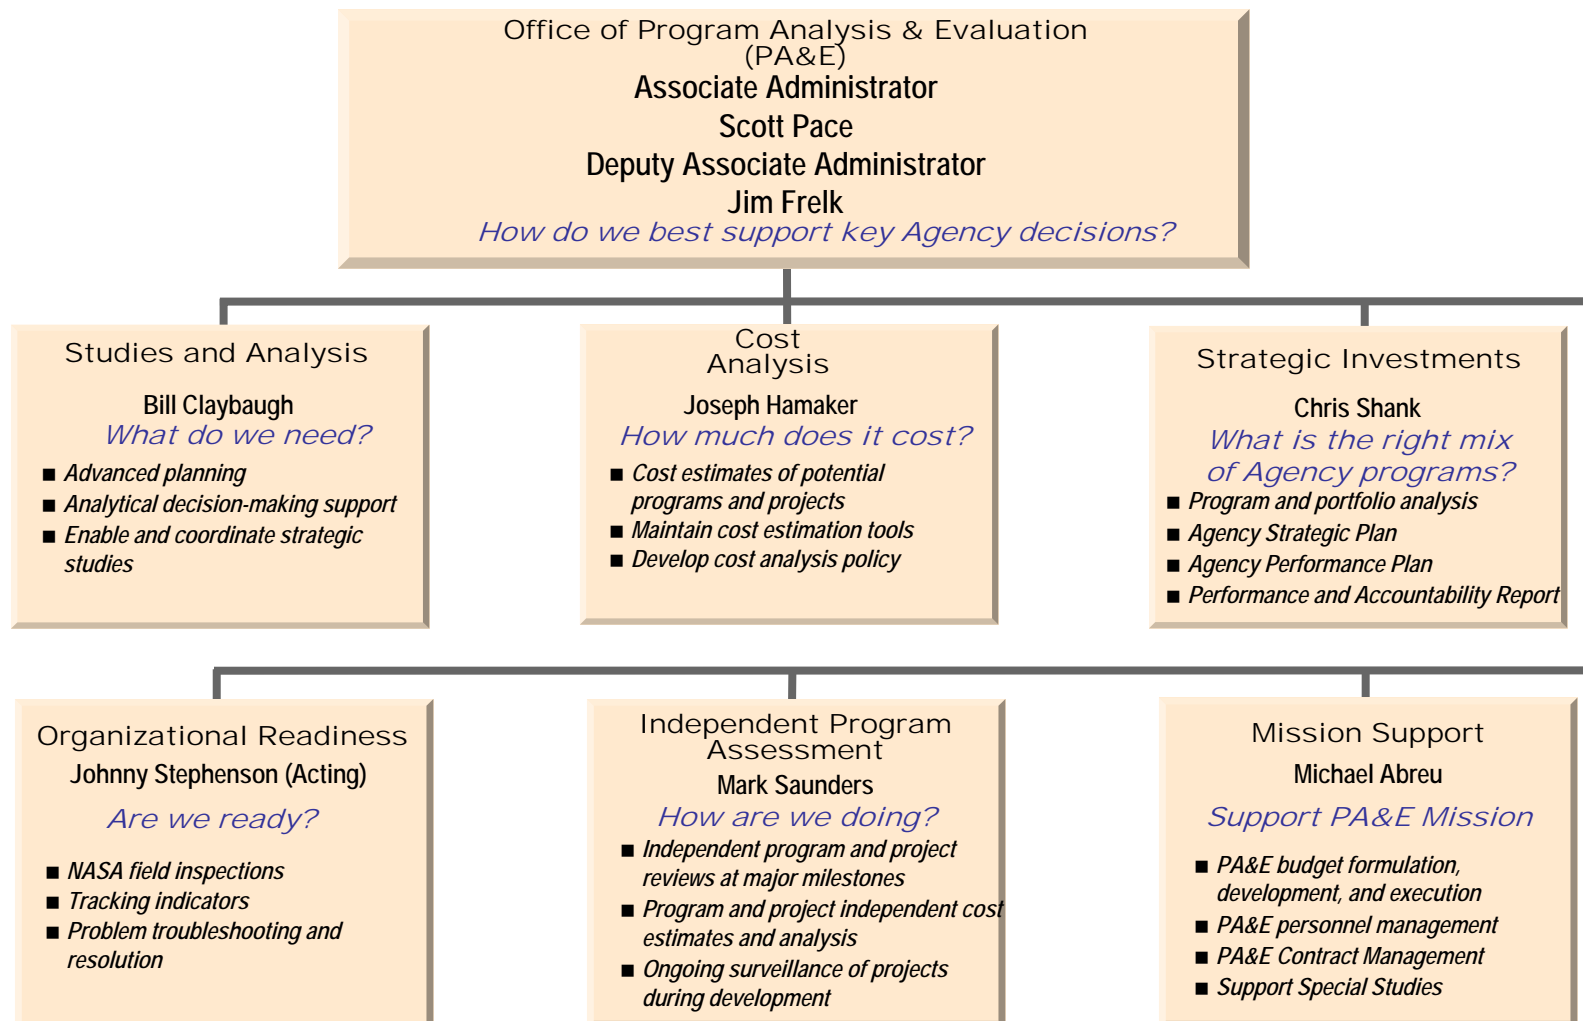 Office of Program Analysis & Evaluation
(PA&E)
Associate Administrator
Scott Pace
Deputy Associate Administrator
Jim Frelk
How do we best support key Agency decisions?
Studies and Analysis
Bill Claybaugh
What do we need?
■ Advanced planning
■ Analytical decision-making support
■ Enable and coordinate strategic
studies
Cost
Analysis
Joseph Hamaker
How much does it cost?
■ Cost estimates of potential
programs and projects
■ Maintain cost estimation tools
■ Develop cost analysis policy
Strategic Investments
Chris Shank
What is the right mix
of Agency programs?
■ Program and portfolio analysis
■ Agency Strategic Plan
■ Agency Performance Plan
■ Performance and Accountability Report
Organizational Readiness
Johnny Stephenson (Acting)
Are we ready?
■ NASA field inspections
■ Tracking indicators
■ Problem troubleshooting and
resolution
Independent Program
Assessment
Mark Saunders
How are we doing?
■ Independent program and project
reviews at major milestones
■ Program and project independent cost
estimates and analysis
■ Ongoing surveillance of projects
during development
Mission Support
Michael Abreu
Support PA&E Mission
■ PA&E budget formulation,
development, and execution
■ PA&E personnel management
■ PA&E Contract Management
■ Support Special Studies